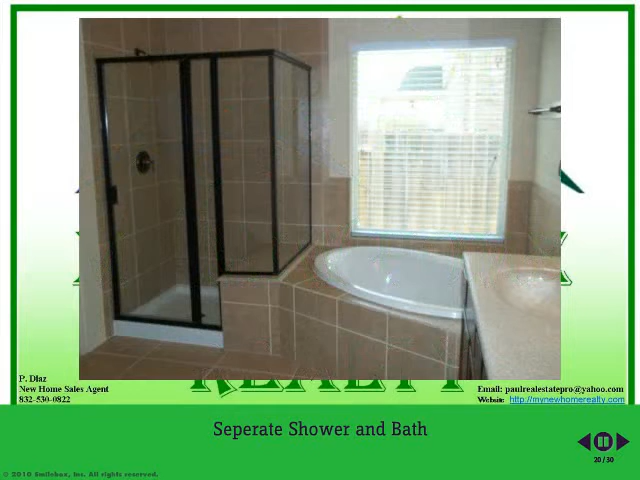 REALTY
P. Diaz
New Home Sales Agent
832-530-0822
Email: paulrealestatepro@yahoo.com
Website: http://mynewhomerealty.com
Seperate Shower and Bath
20 / 30
© 2010 Smilebox, Inc. All rights reserved.